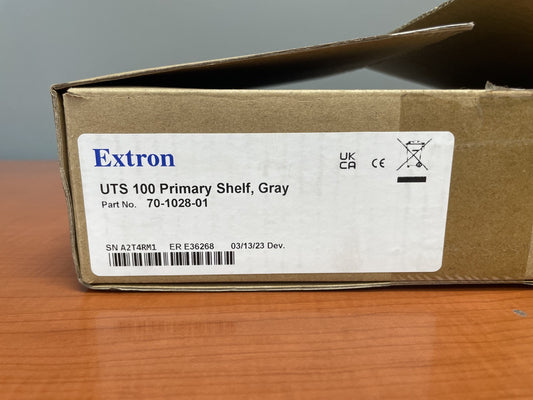 Extron
UK
CA
CE
UTS 100 Primary Shelf, Gray
Part No. 70-1028-01
SN A2T4RM1 ER E36268 03/13/23 Dev.